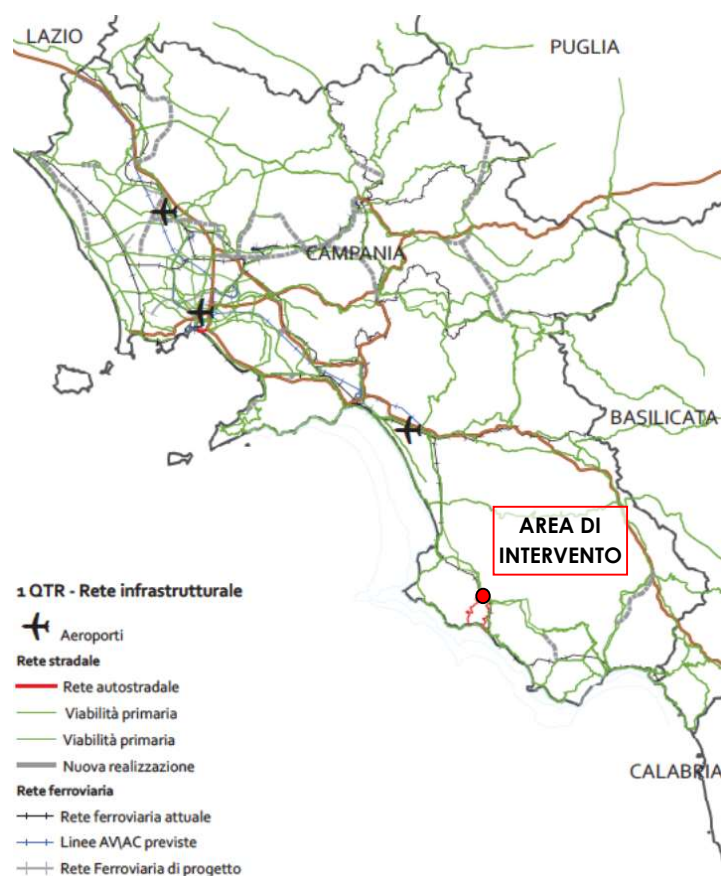 LAZIO
PUGLIA
CAMPANIA
BASILICATA
AREA DI
INTERVENTO
1 QTR - Rete infrastrutturale
Aeroporti
Rete stradale
Rete autostradale
Viabilità primaria
Viabilità primaria
Nuova realizzazione
Rete ferroviaria
CALABRIA
Rete ferroviaria attuale
Linee AV\AC previste
Rete Ferroviaria di progetto